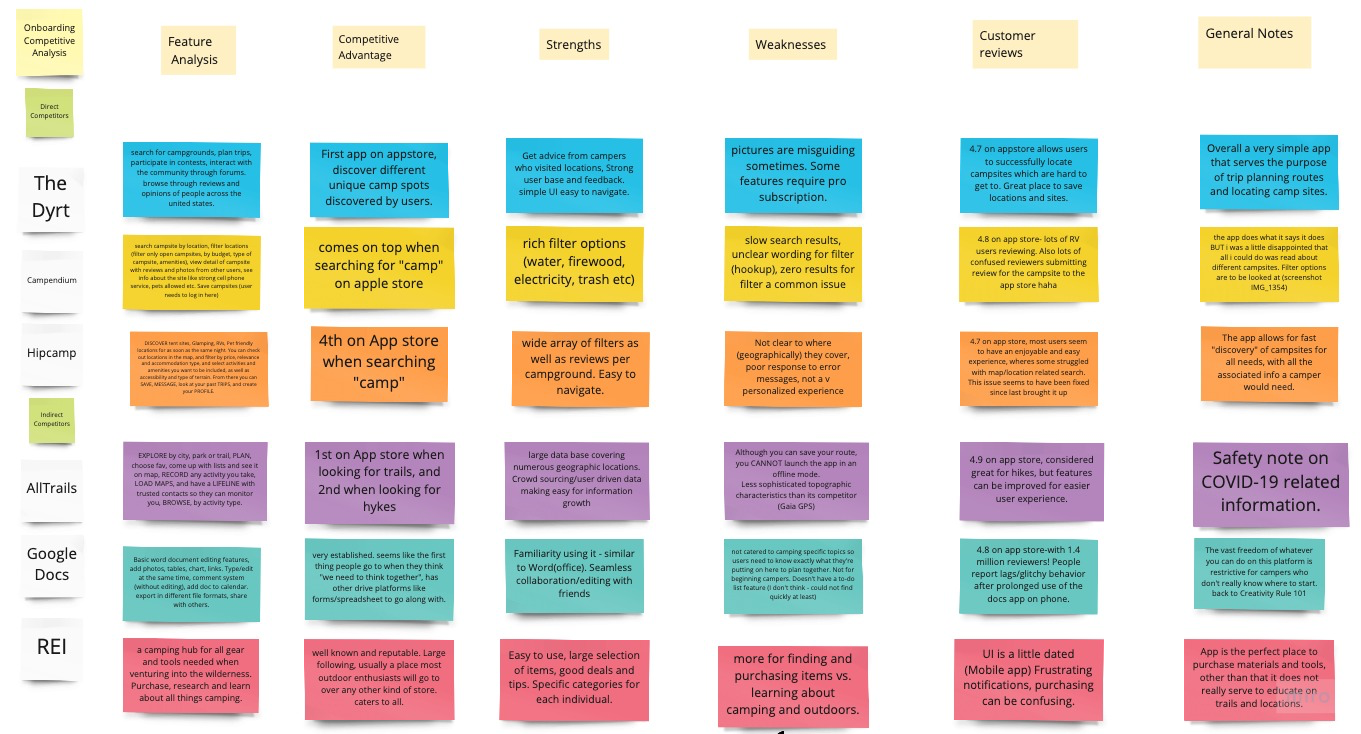 Onboarding
Competitive
Analysis
Feature
Analysis
Competitive
Advantage
Strengths
Weaknesses
Customer
reviews
General Notes
Direct
Competitors
The
Dyrt
search for campgrounds, plan trips,
participate in contests, interact with
the community through forums.
browse through reviews and
opinions of people across the
united states.
First app on appstore,
discover different
unique camp spots
discovered by users.
Get advice from campers
who visited locations, Strong
user base and feedback.
simple UI easy to navigate.
pictures are misguiding
sometimes. Some
features require pro
subscription.
4.7 on appstore allows users
to successfully locate
campsites which are hard to
get to. Great place to save
locations and sites.
Overall a very simple app
that serves the purpose
of trip planning routes
and locating camp sites.
Campendium
search campsite by location, filter locations
(filter only open campsites, by budget, type of
campsite, amenities), view detail of campsite
with reviews and photos from other users, see
info about the site like strong cell phone
service, pets allowed etc. Save campsites (user
needs to log in here)
comes on top when
searching for "camp"
on apple store
rich filter options
(water, firewood,
electricity, trash etc)
slow search results,
unclear wording for filter
(hookup), zero results for
filter a common issue
4.8 on app store- lots of RV
users reviewing. Also lots of
confused reviewers submitting
review for the campsite to the
app store haha
the app does what it says it does
BUT i was a little disappointed that
all i could do was read about
different campsites. Filter options
are to be looked at (screenshot
IMG_1354)
Hipcamp
DISCOVER tent sites, Glamping, RVs, Pet friendly
locations for as soon as the same night. You can check
out locations in the map, and filter by price, relevance
and accommodation type, and select activities and
amenities you want to be included, as well as
accessibility and type of terrain. From there you can
SAVE, MESSAGE, look at your past TRIPS, and create
your PROFILE.
4th on App store
when searching
"camp"
wide array of filters as
well as reviews per
campground. Easy to
navigate.
Not clear to where
(geographically) they cover,
poor response to error
messages, not a v
personalized experience
4.7 on app store, most users seem
to have an enjoyable and easy
experience, wheres some struggled
with map/location related search.
This issue seems to have been fixed
since last brought it up
The app allows for fast
"discovery" of campsites for
all needs, with all the
associated info a camper
would need.
Indirect
Competitors
AllTrails
EXPLORE by city, park or trail, PLAN,
choose fav, come up with lists and see it
on map, RECORD any activity you take,
LOAD MAPS, and have a LIFELINE with
trusted contacts so they can monitor
you, BROWSE, by activity type.
1st on App store when
looking for trails, and
2nd when looking for
hykes
large data base covering
numerous geographic locations.
Crowd sourcing/user driven data
making easy for information
growth
Although you can save your route,
you CANNOT launch the app in an
offline mode.
Less sophisticated topographic
characteristics than its competitor
(Gaia GPS)
4.9 on app store, considered
great for hikes, but features
can be improved for easier
user experience.
Safety note on
COVID-19 related
information.
Google
Docs
Basic word document editing features,
add photos, tables, chart, links. Type/edit
at the same time, comment system
(without editing), add doc to calendar.
export in different file formats, share
with others.
very established. seems like the first
thing people go to when they think
"we need to think together", has
other drive platforms like
forms/spreadsheet to go along with.
Familiarity using it - similar
to Word(office). Seamless
collaboration/editing with
friends
not catered to camping specific topics so
users need to know exactly what they're
putting on here to plan together. Not for
beginning campers. Doesn't have a to-do
list feature (I don't think - could not find
quickly at least)
4.8 on app store-with 1.4
million reviewers! People
report lags/glitchy behavior
after prolonged use of the
docs app on phone.
The vast freedom of whatever
you can do on this platform is
restrictive for campers who
don't really know where to start.
back to Creativity Rule 101
REI
a camping hub for all gear
and tools needed when
venturing into the wilderness.
Purchase, research and learn
about all things camping.
well known and reputable. Large
following, usually a place most
outdoor enthusiasts will go to
over any other kind of store.
caters to all.
Easy to use, large selection
of items, good deals and
tips. Specific categories for
each individual.
more for finding and
purchasing items vs.
learning about
camping and outdoors.
UI is a little dated
(Mobile app) Frustrating
notifications, purchasing
can be confusing.
App is the perfect place to
purchase materials and tools,
other than that it does not
really serve to educate on
trails and locations.
miro